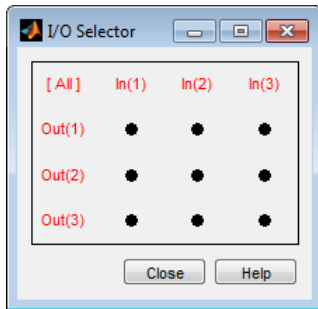 I/O Selector
[ All ] In(1) In(2) In(3)
Out(1)
Out(2)
Out(3)
Close Help